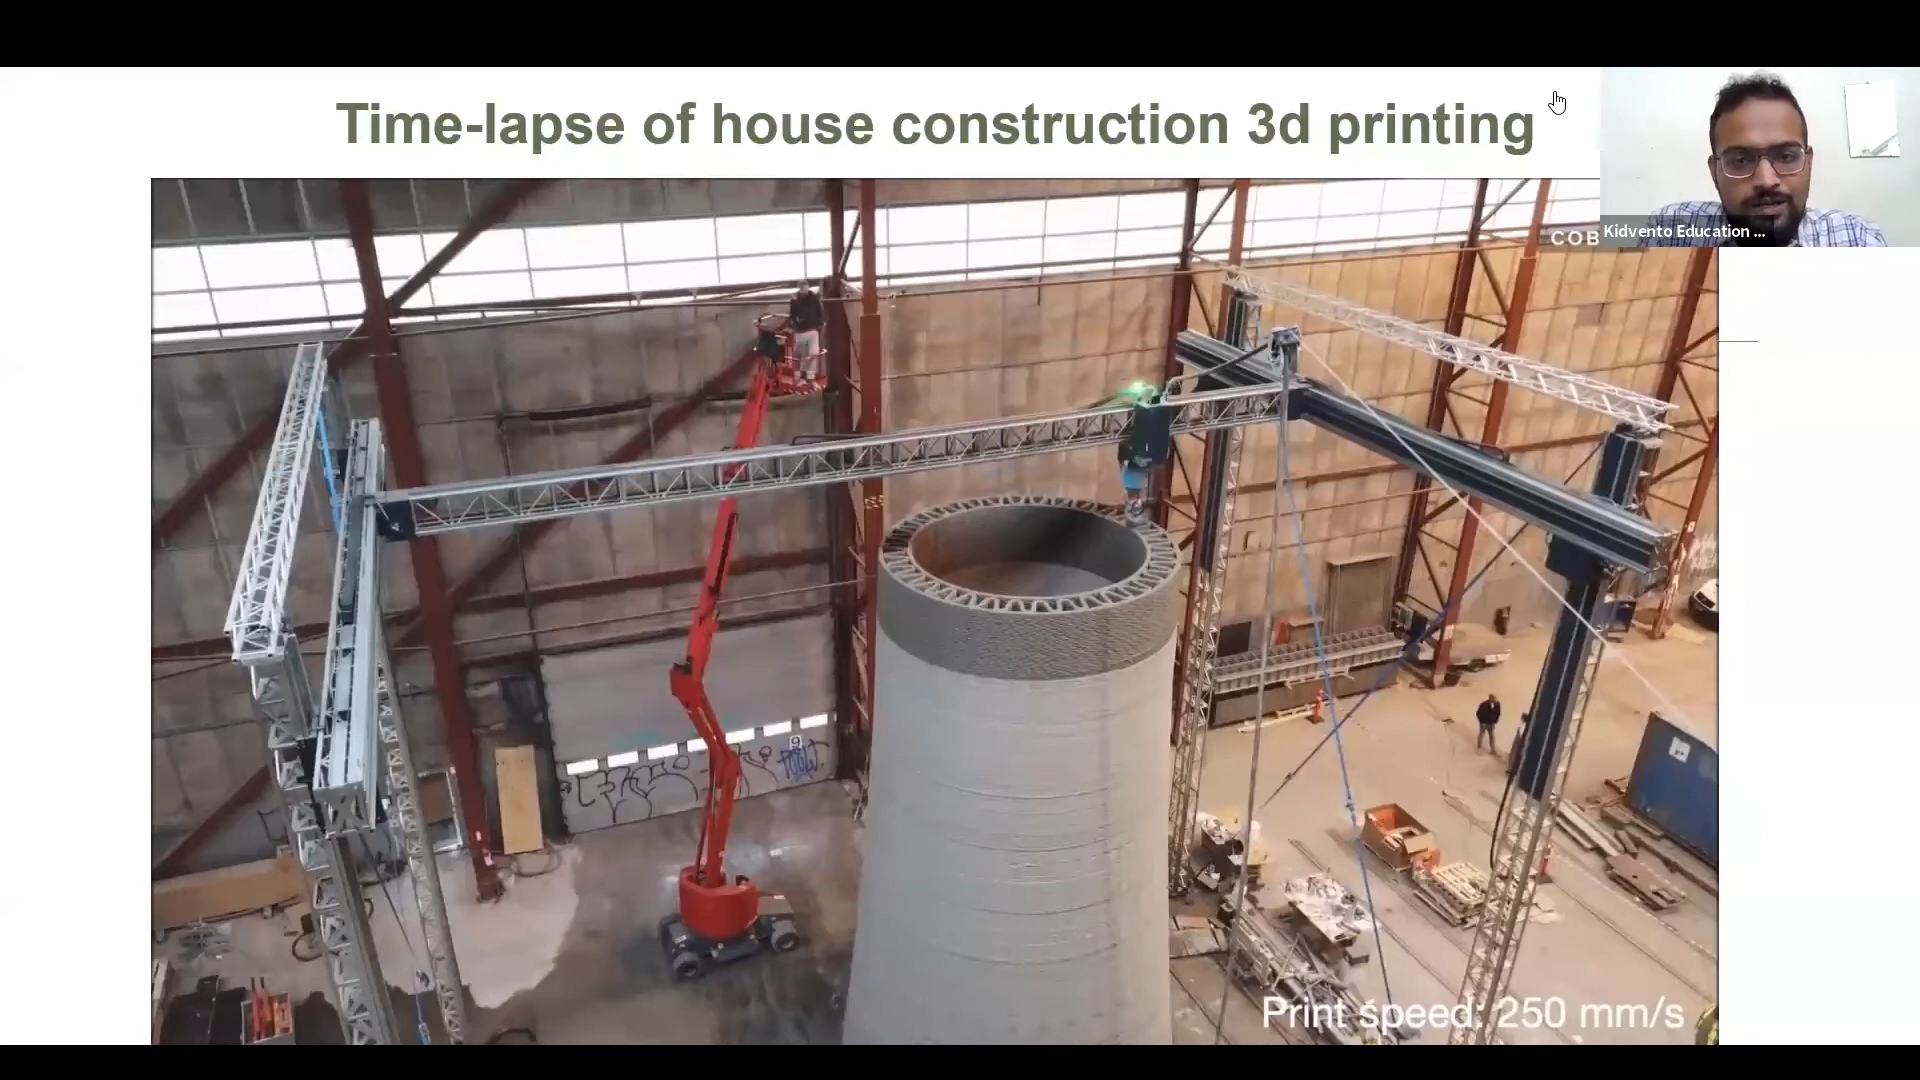 Time-lapse of house construction 3d printing
COB
Kidvento Education ...
Print speed: 250 mm/s